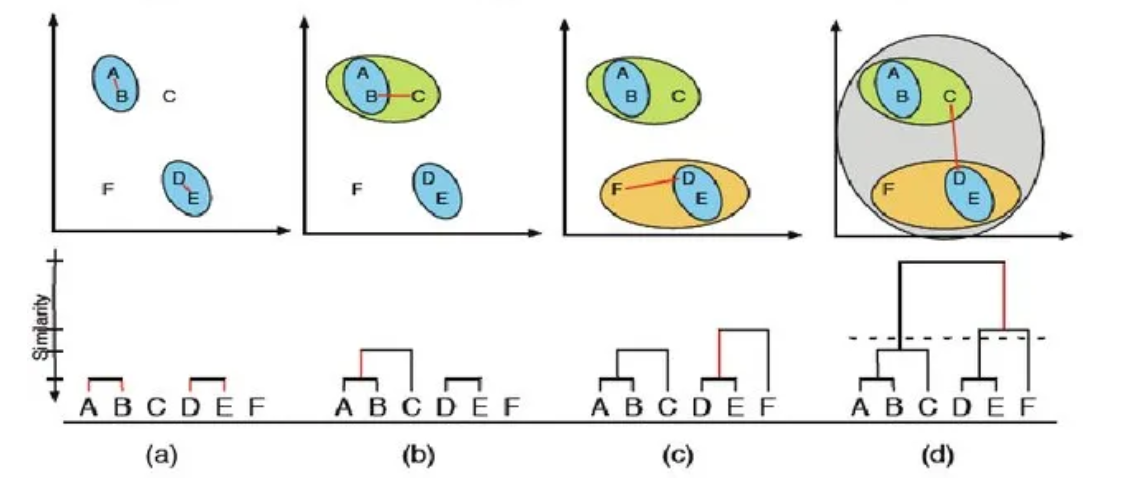 A A A A
B C B C B C B C
D D D D
F E F E F E F E
Similarity
A B C D E F A B C D E F A B C D E F A B C D E F
(a) (b) (c) (d)